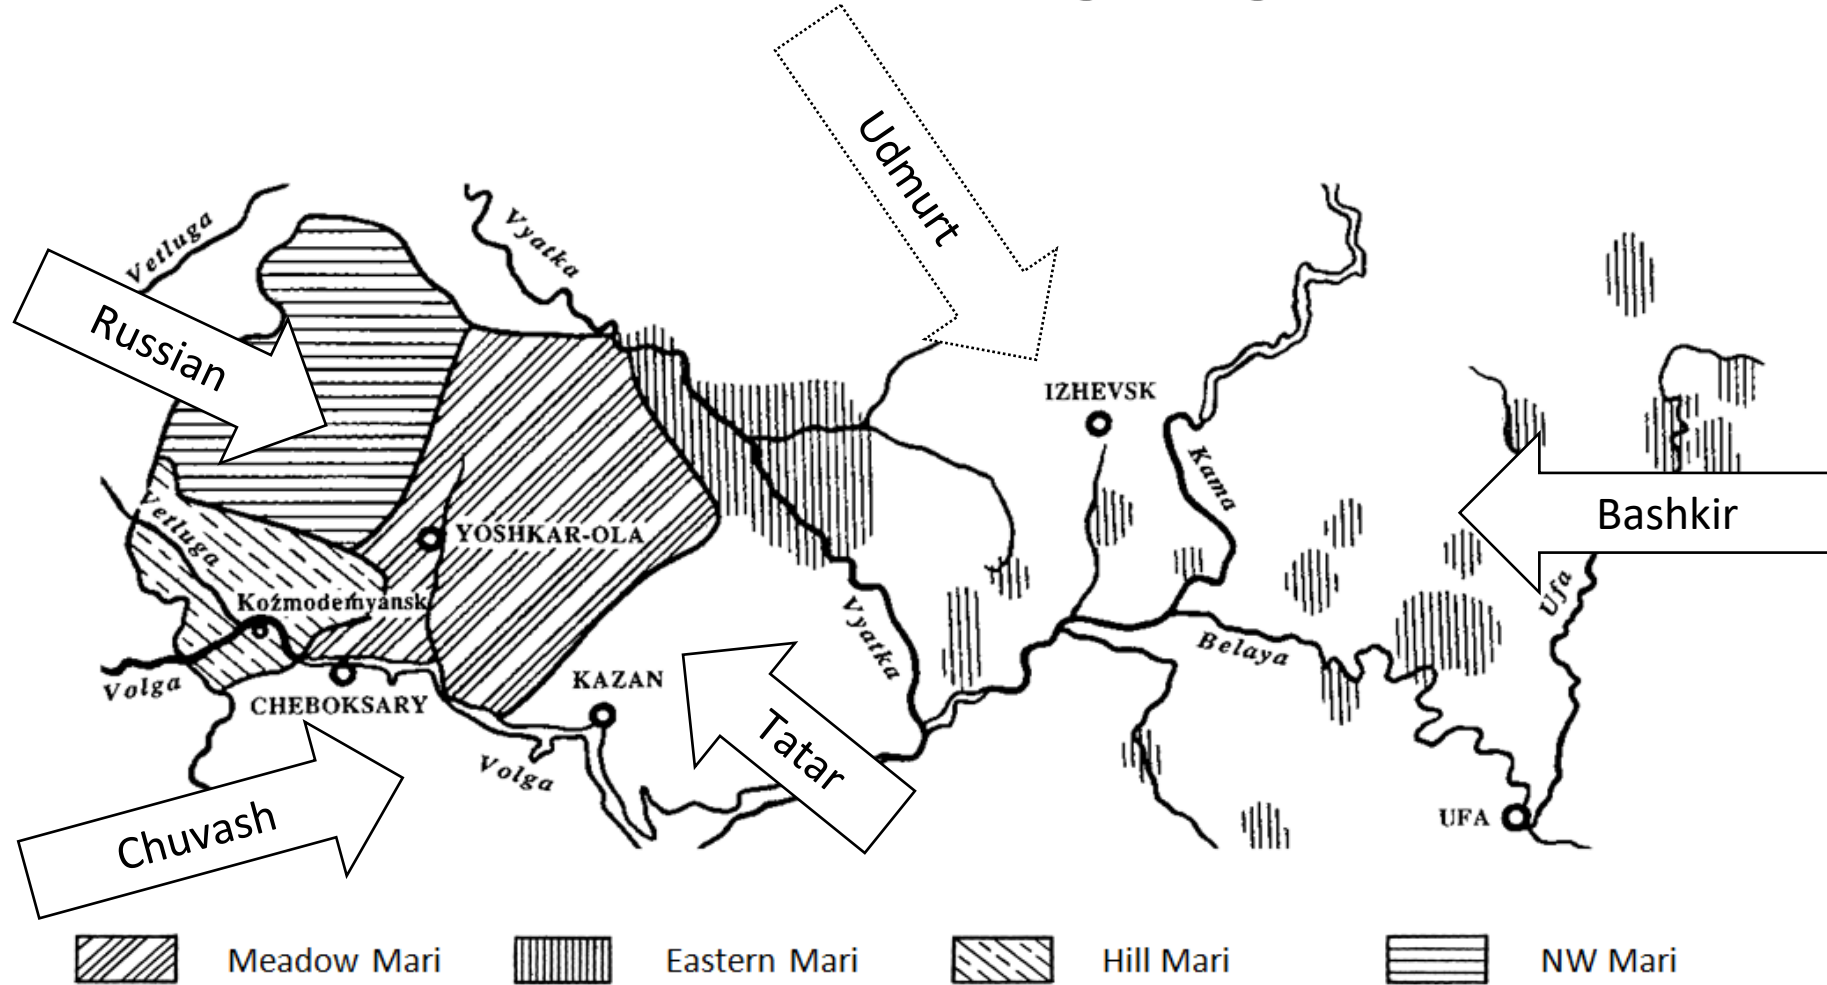 Udmurt
Vetluga
Vyatka
Russian
IZHEVSK
Kama
Bashkir
Vetluga
YOSHKAR-OLA
Koźmodemyansk
Ufa
Vyatka
Belaya
Volga
KAZAN
CHEBOKSARY
Tatar
Volga
Chuvash
UFA
Meadow Mari
Eastern Mari
Hill Mari
NW Mari